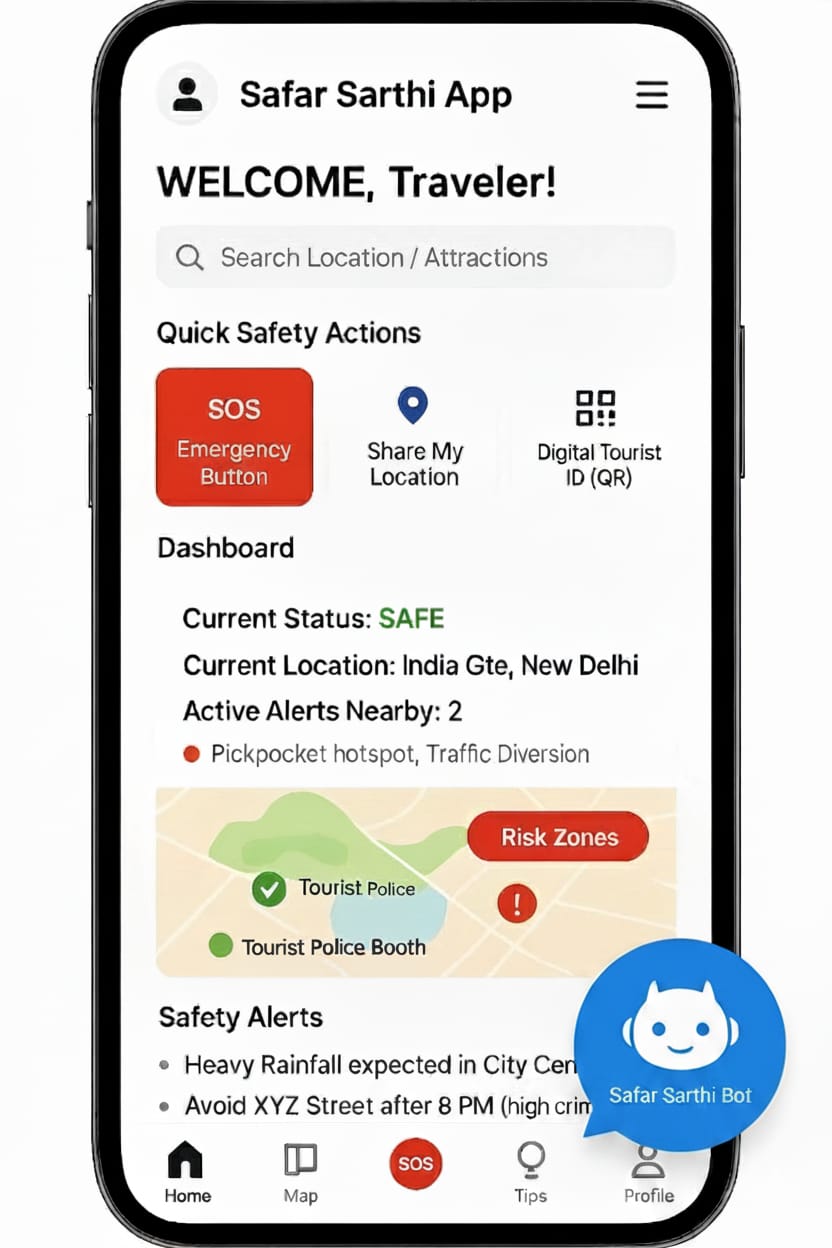 Safar Sarthi App
WELCOME, Traveler!
Search Location / Attractions
Quick Safety Actions
SOS
Emergency
Button
Share My
Location
Digital Tourist
ID (QR)
Dashboard
Current Status: SAFE
Current Location: India Gte, New Delhi
Active Alerts Nearby: 2
Pickpocket hotspot, Traffic Diversion
Risk Zones
Tourist Police
!
Tourist Police Booth
Safety Alerts
Heavy Rainfall expected in City Cen
Avoid XYZ Street after 8 PM (high crim
Safar Sarthi Bot
Home
Map
SOS
Tips
Profile